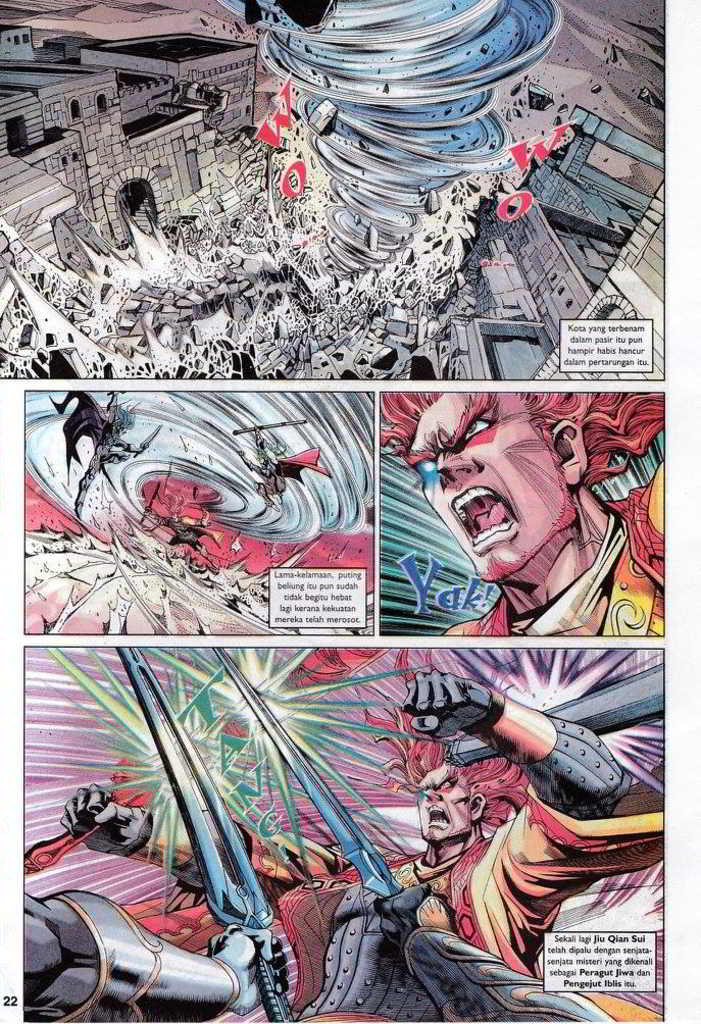 WO
WO
Kota yang terbenam
dalam pasir itu pun
hampir habis hancur
dalam pertarungan itu.
Lama-kelamaan, puting
beliung itu pun sudah
tidak begitu hebat
lagi kerana kekuatan
mereka telah merosot.
Yak!
TANG
Sekali lagi Jiu Qian Sui
telah dipalu dengan senjata-
senjata misteri yang dikenali
sebagai Peragut Jiwa dan
Pengejut Iblis itu.
22